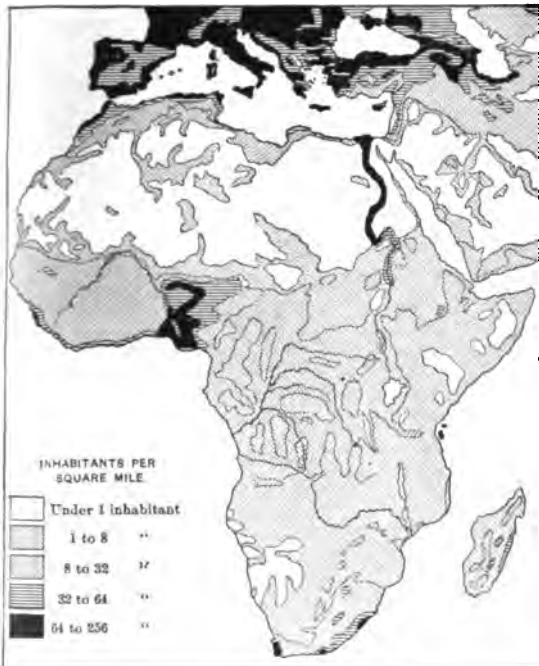 INHABITANTS PER
SQUARE MILE
Under 1 inhabitant
1 to 8 "
8 to 32 "
32 to 64 "
64 to 256 "